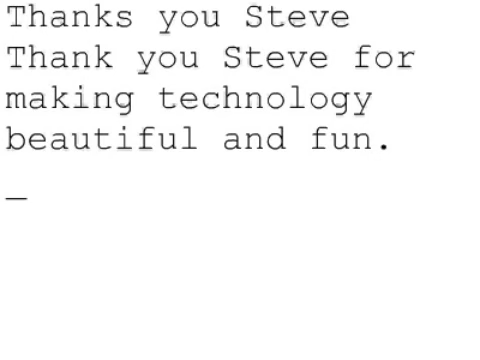 Thanks you Steve
Thank you Steve for
making technology
beautiful and fun.
_